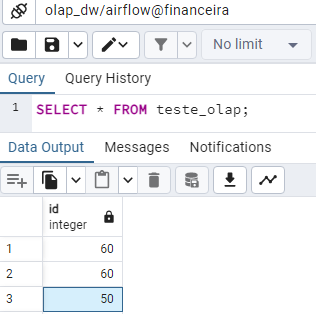 olap_dw/airflow@financeira
No limit
Query Query History
1 SELECT * FROM teste_olap;
Data Output Messages Notifications
id
integer
1 60
2 60
3 50